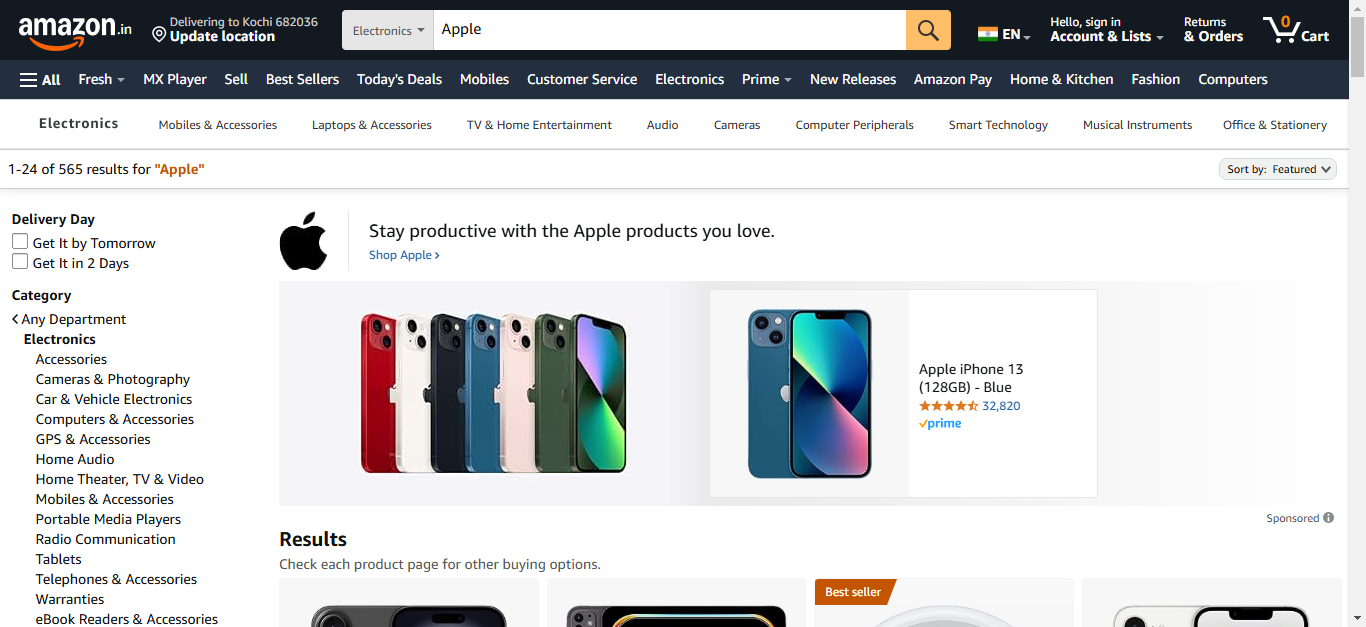 amazon.in
Delivering to Kochi 682036
Update location
Electronics
Apple
EN
Hello, sign in
Account & Lists
Returns
& Orders
0
Cart
All
Fresh
MX Player
Sell
Best Sellers
Today's Deals
Mobiles
Customer Service
Electronics
Prime
New Releases
Amazon Pay
Home & Kitchen
Fashion
Computers
Electronics
Mobiles & Accessories
Laptops & Accessories
TV & Home Entertainment
Audio
Cameras
Computer Peripherals
Smart Technology
Musical Instruments
Office & Stationery
1-24 of 565 results for "Apple"
Sort by: Featured
Delivery Day
Get It by Tomorrow
Get It in 2 Days
Category
Any Department
Electronics
Accessories
Cameras & Photography
Car & Vehicle Electronics
Computers & Accessories
GPS & Accessories
Home Audio
Home Theater, TV & Video
Mobiles & Accessories
Portable Media Players
Radio Communication
Tablets
Telephones & Accessories
Warranties
eBook Readers & Accessories
Stay productive with the Apple products you love.
Shop Apple ›
Apple iPhone 13
(128GB) - Blue
32,820
prime
Sponsored
Results
Check each product page for other buying options.
Best seller